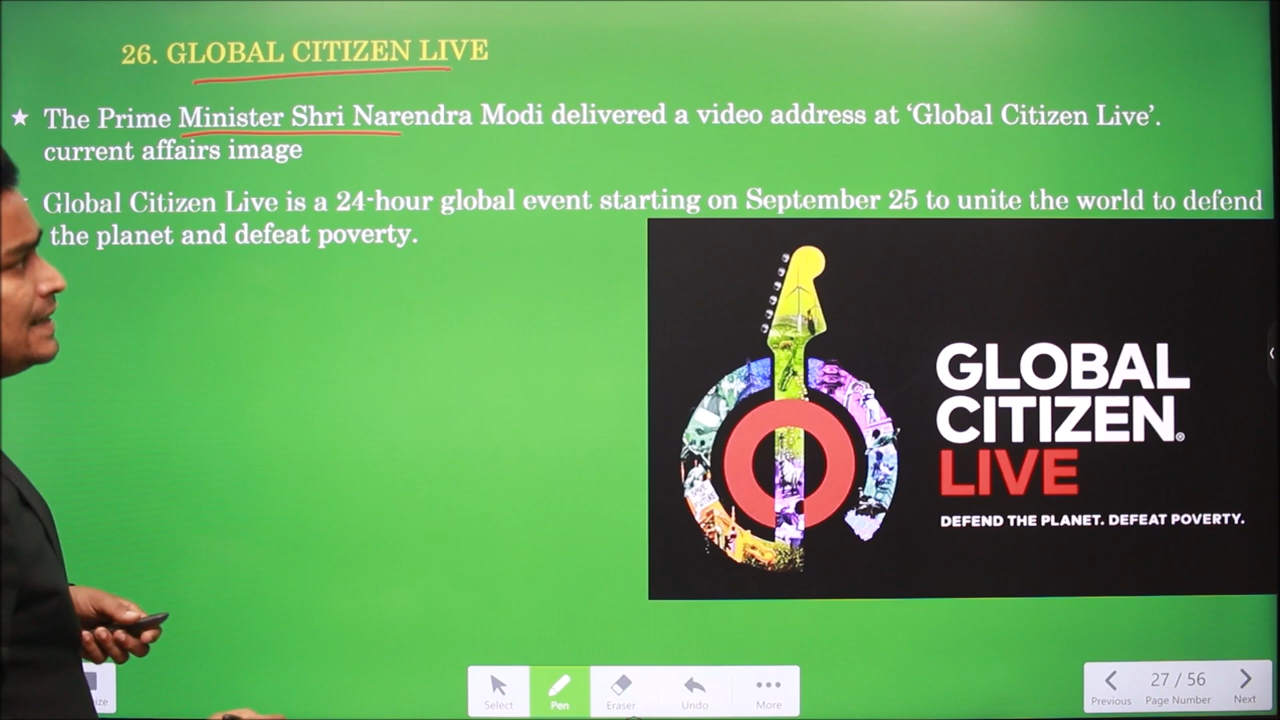 26. GLOBAL CITIZEN LIVE
The Prime Minister Shri Narendra Modi delivered a video address at ‘Global Citizen Live’.
current affairs image
Global Citizen Live is a 24-hour global event starting on September 25 to unite the world to defend
the planet and defeat poverty.
GLOBAL
CITIZEN®
LIVE
DEFEND THE PLANET. DEFEAT POVERTY.
Select
Pen
Eraser
Undo
More
Previous
27 / 56
Page Number
Next